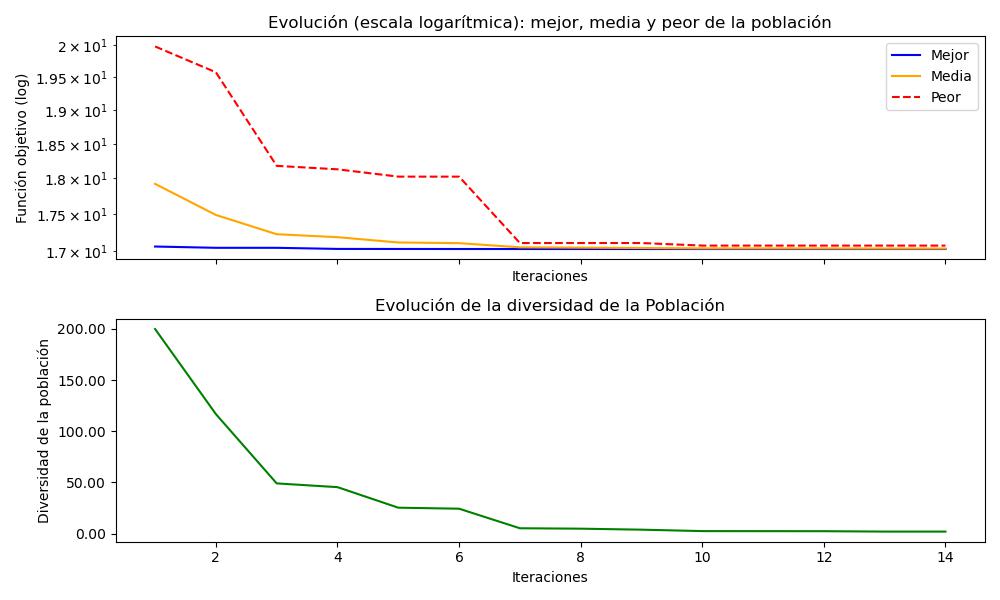 Evolución (escala logarítmica): mejor, media y peor de la población
Función objetivo (log)
2 × 10¹
1.95 × 10¹
1.9 × 10¹
1.85 × 10¹
1.8 × 10¹
1.75 × 10¹
1.7 × 10¹
Mejor
Media
Peor
Iteraciones
Evolución de la diversidad de la Población
Diversidad de la población
200.00
150.00
100.00
50.00
0.00
2 4 6 8 10 12 14
Iteraciones